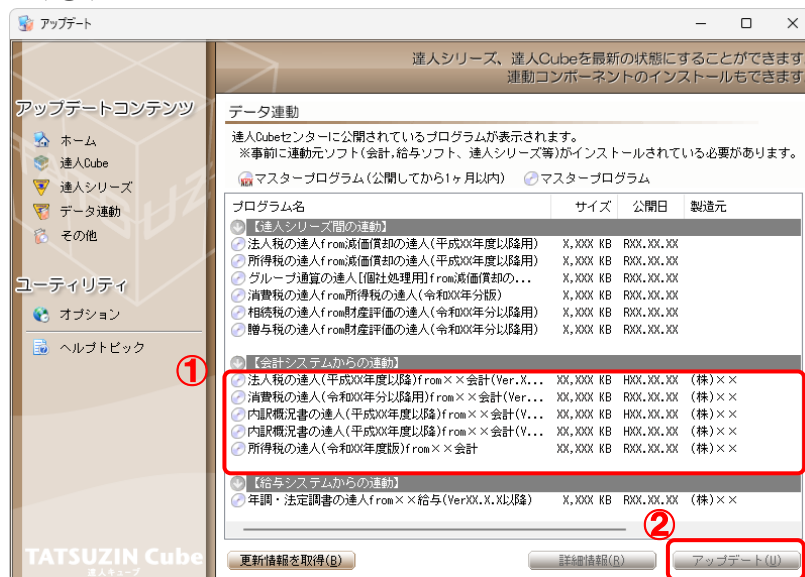 アップデート
達人シリーズ、達人Cubeを最新の状態にすることができます
連動コンポーネントのインストールもできます
アップデートコンテンツ
ホーム
達人Cube
達人シリーズ
データ連動
その他
ユーティリティ
オプション
ヘルプトピック
データ連動
達人Cubeセンターに公開されているプログラムが表示されます。
※事前に連動元ソフト(会計,給与ソフト、達人シリーズ等)がインストールされている必要があります。
マスタープログラム(公開してから1ヶ月以内) マスタープログラム
プログラム名 サイズ 公開日 製造元
【達人シリーズ間の連動】
法人税の達人from減価償却の達人(平成XX年度以降用) X,XXX KB RXX.XX.XX
所得税の達人from減価償却の達人(平成XX年度以降用) X,XXX KB RXX.XX.XX
グループ通算の達人[個社処理用]from減価償却の... X,XXX KB RXX.XX.XX
消費税の達人from所得税の達人(令和XX年分版) X,XXX KB RXX.XX.XX
相続税の達人from財産評価の達人(令和XX年分以降用) X,XXX KB RXX.XX.XX
贈与税の達人from財産評価の達人(令和XX年分以降用) X,XXX KB RXX.XX.XX
①
【会計システムからの連動】
法人税の達人(平成XX年度以降)from××会計(Ver.X... XX,XXX KB HXX.XX.XX (株)××
消費税の達人(令和XX年分以降用)from××会計(Ver... XX,XXX KB RXX.XX.XX (株)××
内訳概況書の達人(平成XX年度以降)from××会計(V... XX,XXX KB HXX.XX.XX (株)××
内訳概況書の達人(平成XX年度以降)from××会計(V... XX,XXX KB RXX.XX.XX (株)××
所得税の達人(令和XX年度版)from××会計 XX,XXX KB RXX.XX.XX (株)××
【給与システムからの連動】
年調・法定調書の達人from××給与(VerXX.X.X以降) X,XXX KB RXX.XX.XX (株)××
②
TATSUZIN Cube
達人キューブ
更新情報を取得(B) 詳細情報(R) アップデート(U)